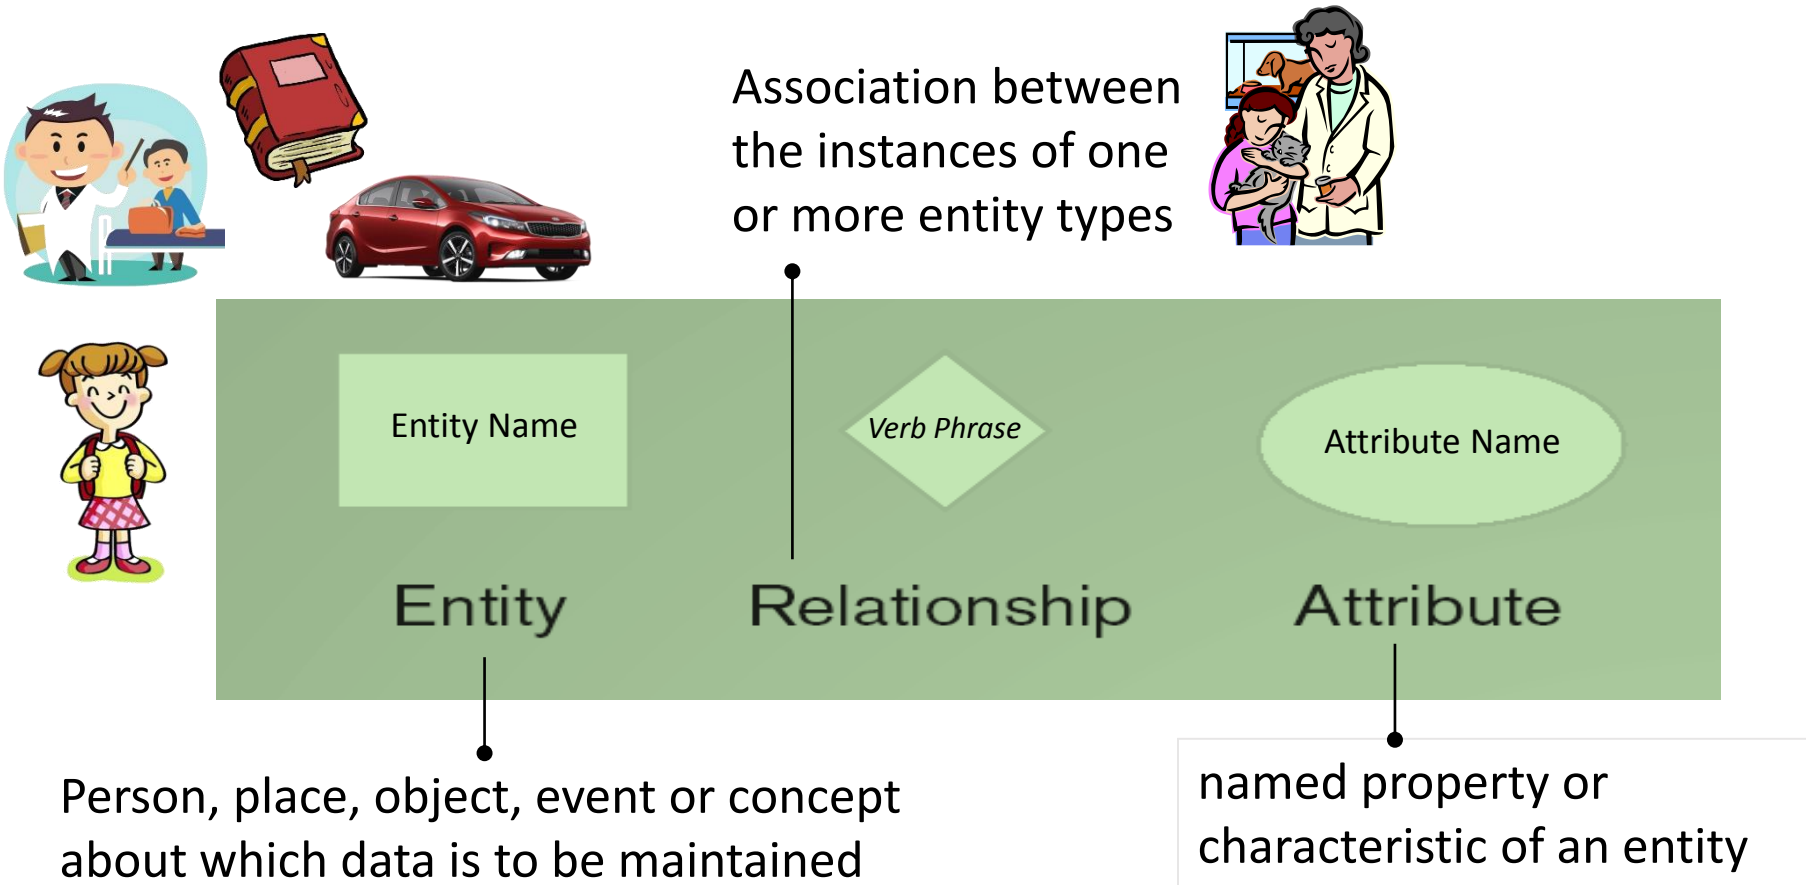 Association between
the instances of one
or more entity types
Entity Name
Verb Phrase
Attribute Name
Entity
Relationship
Attribute
Person, place, object, event or concept
about which data is to be maintained
named property or
characteristic of an entity